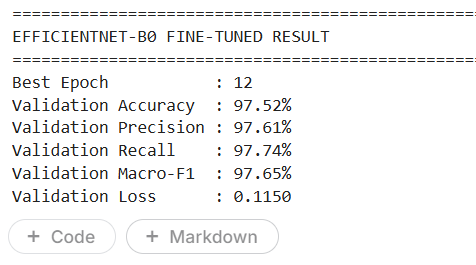 ==================================================
EFFICIENTNET-B0 FINE-TUNED RESULT
==================================================
Best Epoch          : 12
Validation Accuracy  : 97.52%
Validation Precision : 97.61%
Validation Recall    : 97.74%
Validation Macro-F1  : 97.65%
Validation Loss      : 0.1150
+ Code + Markdown